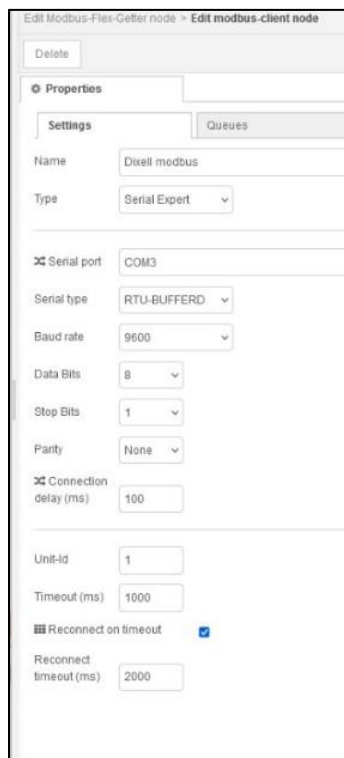 Edit Modbus-Flex-Getter node > Edit modbus-client node
Delete
Properties
Settings Queues
Name Dixell modbus
Type Serial Expert
Serial port COM3
Serial type RTU-BUFFERD
Baud rate 9600
Data Bits 8
Stop Bits 1
Parity None
Connection
delay (ms) 100
Unit-Id 1
Timeout (ms) 1000
Reconnect on timeout
Reconnect
timeout (ms) 2000